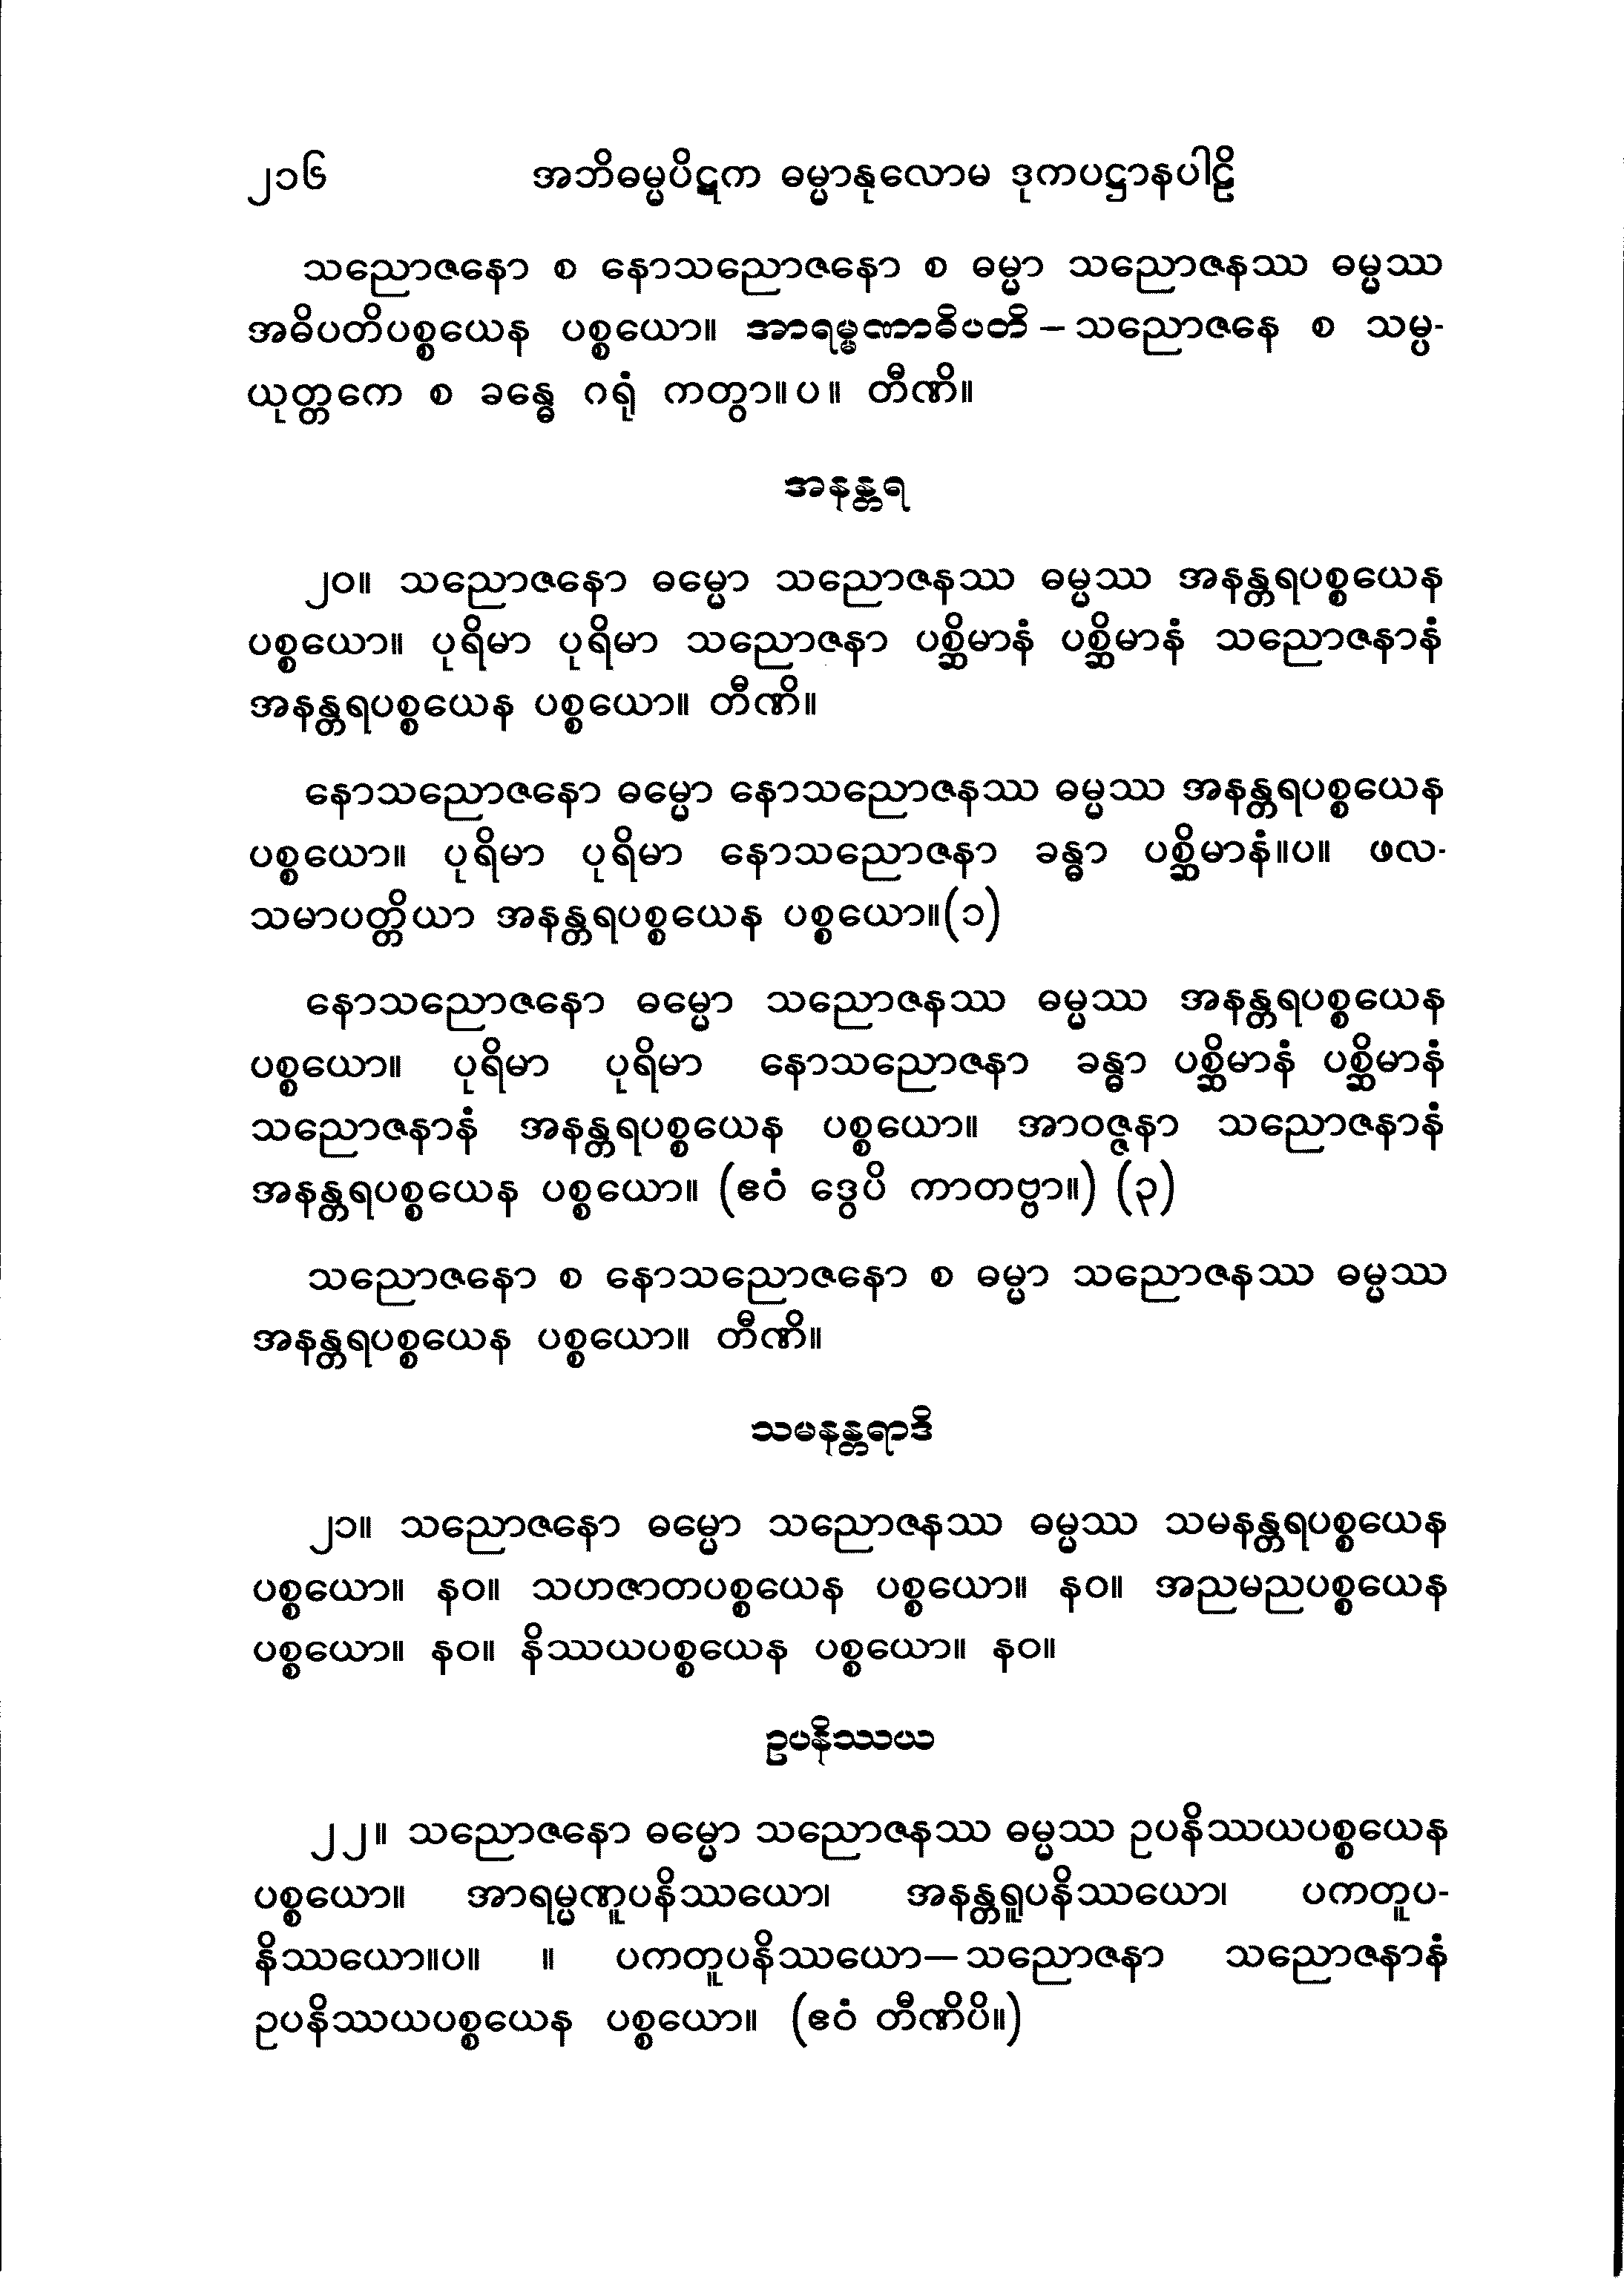 ၂၁၆ အဘိဓမ္မပိဋက ဓမ္မာနုလောမ ဒုကပဋ္ဌာနပါဠိ
သညောဇနော စ နောသညောဇနော စ ဓမ္မာ သညောဇနဿ ဓမ္မဿ
အဓိပတိပစ္စယေန ပစ္စယော။ အာရမ္မဏာဓိပတိ – သညောဇနေ စ သမ္ပ-
ယုတ္တကေ စ ခန္ဓေ ဂရုံ ကတွာ။ပ။ တီဏိ။
အနန္တရ
၂၀။ သညောဇနော ဓမ္မော သညောဇနဿ ဓမ္မဿ အနန္တရပစ္စယေန
ပစ္စယော။ ပုရိမာ ပုရိမာ သညောဇနာ ပစ္ဆိမာနံ ပစ္ဆိမာနံ သညောဇနာနံ
အနန္တရပစ္စယေန ပစ္စယော။ တီဏိ။
နောသညောဇနော ဓမ္မော နောသညောဇနဿ ဓမ္မဿ အနန္တရပစ္စယေန
ပစ္စယော။ ပုရိမာ ပုရိမာ နောသညောဇနာ ခန္ဓာ ပစ္ဆိမာနံ။ပ။ ဖလ-
သမာပတ္တိယာ အနန္တရပစ္စယေန ပစ္စယော။(၁)
နောသညောဇနော ဓမ္မော သညောဇနဿ ဓမ္မဿ အနန္တရပစ္စယေန
ပစ္စယော။ ပုရိမာ ပုရိမာ နောသညောဇနာ ခန္ဓာ ပစ္ဆိမာနံ ပစ္ဆိမာနံ
သညောဇနာနံ အနန္တရပစ္စယေန ပစ္စယော။ အာဝဇ္ဇနာ သညောဇနာနံ
အနန္တရပစ္စယေန ပစ္စယော။ (ဧဝံ ဒွေပိ ကာတဗ္ဗာ။) (၃)
သညောဇနော စ နောသညောဇနော စ ဓမ္မာ သညောဇနဿ ဓမ္မဿ
အနန္တရပစ္စယေန ပစ္စယော။ တီဏိ။
သမနန္တရာဒိ
၂၁။ သညောဇနော ဓမ္မော သညောဇနဿ ဓမ္မဿ သမနန္တရပစ္စယေန
ပစ္စယော။ နဝ။ သဟဇာတပစ္စယေန ပစ္စယော။ နဝ။ အညမညပစ္စယေန
ပစ္စယော။ နဝ။ နိဿယပစ္စယေန ပစ္စယော။ နဝ။
ဥပနိဿယ
၂၂။ သညောဇနော ဓမ္မော သညောဇနဿ ဓမ္မဿ ဥပနိဿယပစ္စယေန
ပစ္စယော။ အာရမ္မဏူပနိဿယော၊ အနန္တရူပနိဿယော၊ ပကတူပ-
နိဿယော။ပ။ ။ ပကတူပနိဿယော—သညောဇနာ သညောဇနာနံ
ဥပနိဿယပစ္စယေန ပစ္စယော။ (ဧဝံ တီဏိပိ။)